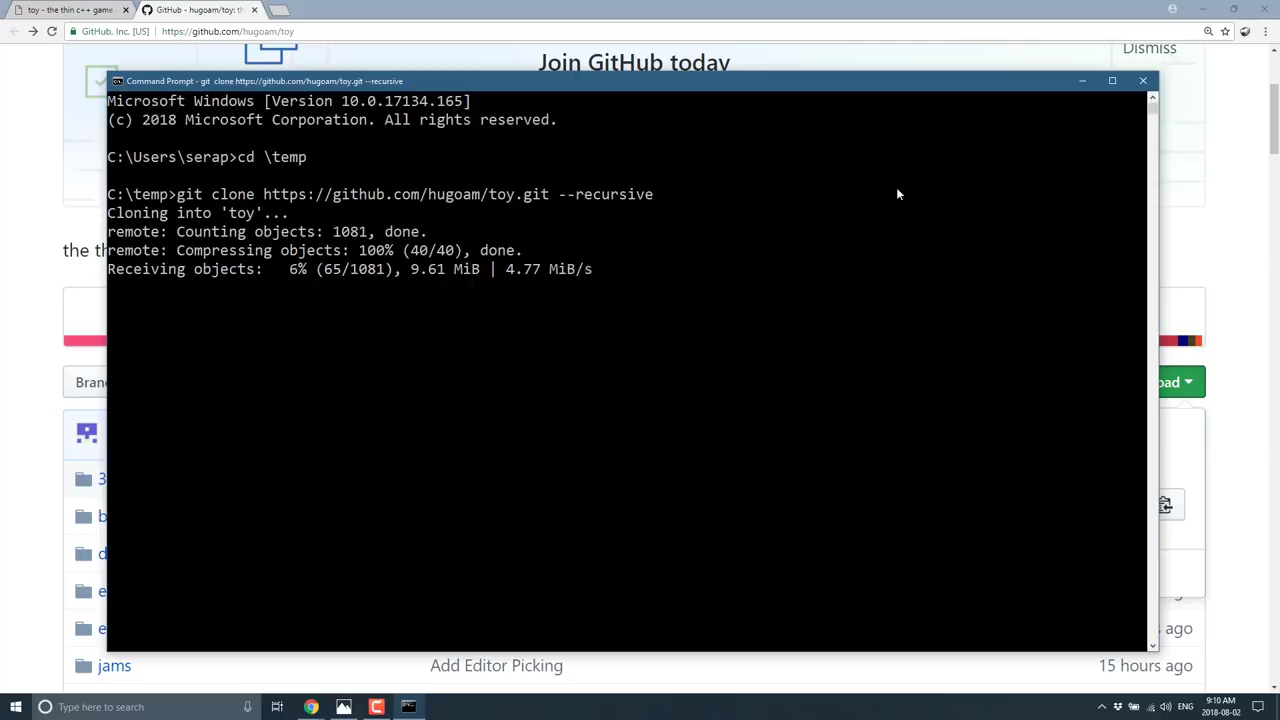 toy - the thin c++ game
GitHub - hugoam/toy: th
GitHub, Inc. [US]
https://github.com/hugoam/toy
Join GitHub today
Dismiss
Command Prompt - git clone https://github.com/hugoam/toy.git --recursive
Microsoft Windows [Version 10.0.17134.165]
(c) 2018 Microsoft Corporation. All rights reserved.
C:\Users\serap>cd \temp
C:\temp>git clone https://github.com/hugoam/toy.git --recursive
Cloning into 'toy'...
remote: Counting objects: 1081, done.
the th
remote: Compressing objects: 100% (40/40), done.
Receiving objects:   6% (65/1081), 9.61 MiB | 4.77 MiB/s
Bran
oad
3
b
d
e
e
s ago
jams
Add Editor Picking
15 hours ago
Type here to search
ENG
9:10 AM
2018-08-02